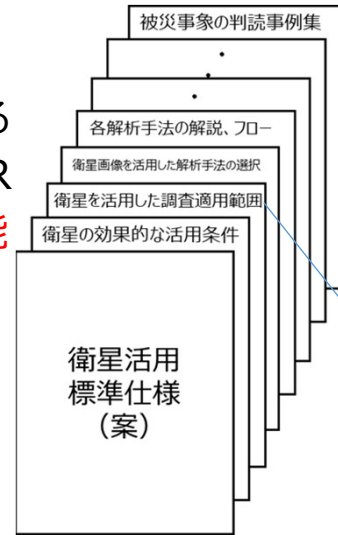 被災事象の判読事例集
・
・
・
各解析手法の解説、フロー
衛星画像を活用した解析手法の選択
衛星を活用した調査適用範囲
衛星の効果的な活用条件
衛星活用
標準仕様
（案）
る
R
能